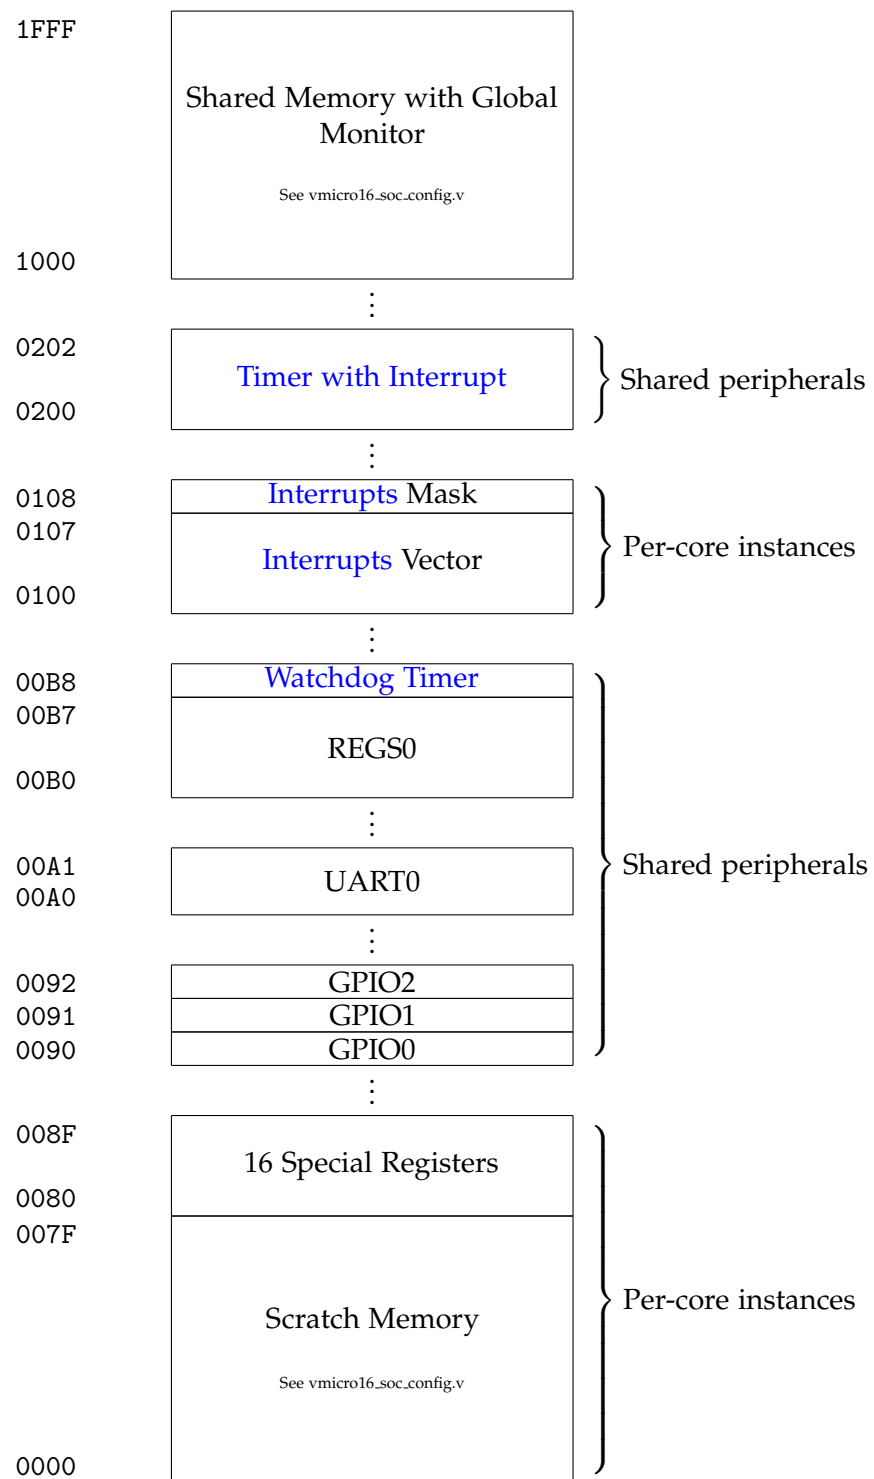 1FFF
Shared Memory with Global
Monitor
See vmicro16_soc_config.v
1000
0202
Timer with Interrupt
Shared peripherals
0200
0108
Interrupts Mask
0107
Interrupts Vector
Per-core instances
0100
00B8
Watchdog Timer
00B7
REGS0
00B0
00A1
UART0
Shared peripherals
00A0
0092
GPIO2
0091
GPIO1
0090
GPIO0
008F
16 Special Registers
0080
007F
Scratch Memory
Per-core instances
See vmicro16_soc_config.v
0000